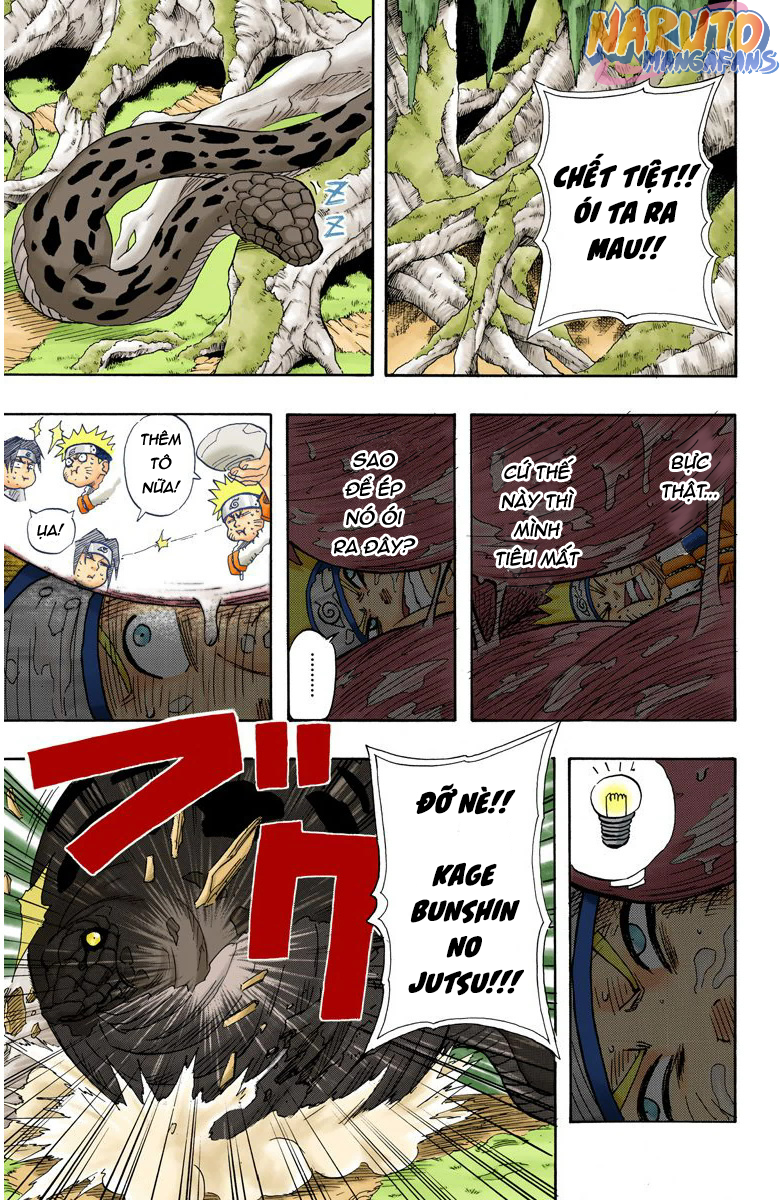 NARUTO
MANGAFANS
CHẾT TIỆT!!
ÓI TA RA
MAU!!
Z
Z
BỰC
THẬT...
CỨ THẾ
NÀY THÌ
MÌNH
TIÊU MẤT
SAO
ĐỂ ÉP
NÓ ÓI
RA ĐÂY?
.........
THÊM
TÔ
NỮA!
ỤA!
ĐỠ NÈ!!
KAGE
BUNSHIN
NO
JUTSU!!!
ブク